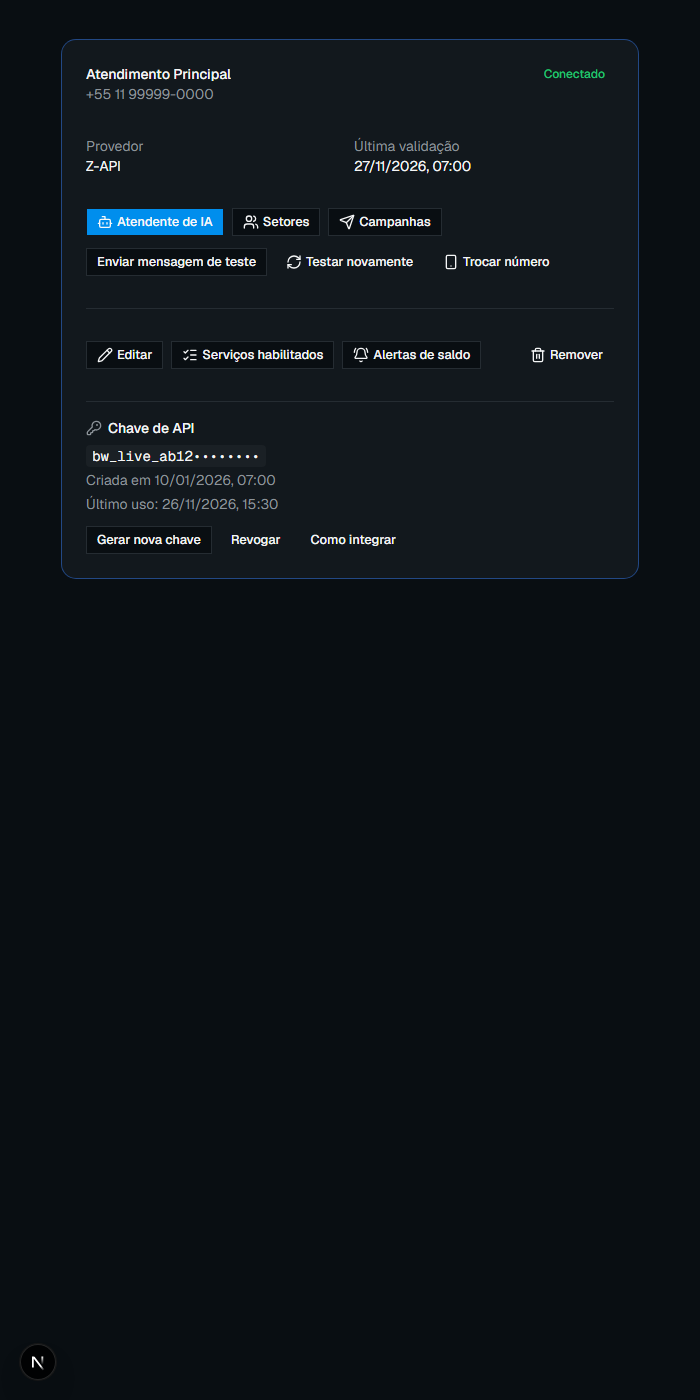 Atendimento Principal
Conectado
+55 11 99999-0000
Provedor
Última validação
Z-API
27/11/2026, 07:00
Atendente de IA
Setores
Campanhas
Enviar mensagem de teste
Testar novamente
Trocar número
Editar
Serviços habilitados
Alertas de saldo
Remover
Chave de API
bw_live_ab12••••••••
Criada em 10/01/2026, 07:00
Último uso: 26/11/2026, 15:30
Gerar nova chave
Revogar
Como integrar
N